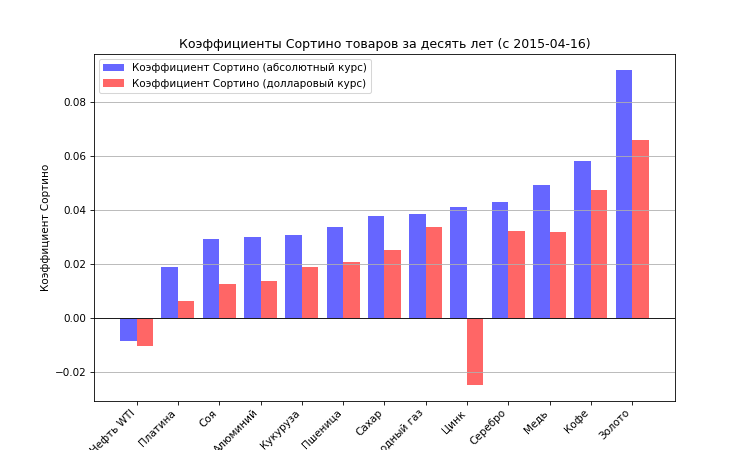 Коэффициенты Сортино товаров за десять лет (с 2015-04-16)
Коэффициент Сортино (абсолютный курс)
Коэффициент Сортино (долларовый курс)
Коэффициент Сортино
0.08
0.06
0.04
0.02
0.00
−0.02
Нефть WTI
Платина
Соя
Алюминий
Кукуруза
Пшеница
Сахар
газ
Цинк
Серебро
Медь
Кофе
Золото